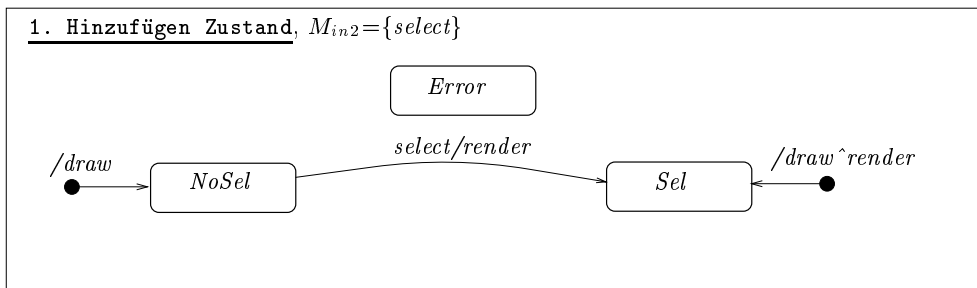 1. Hinzufügen Zustand, M_in2={select}
Error
select/render
/draw
/draw^render
NoSel
Sel